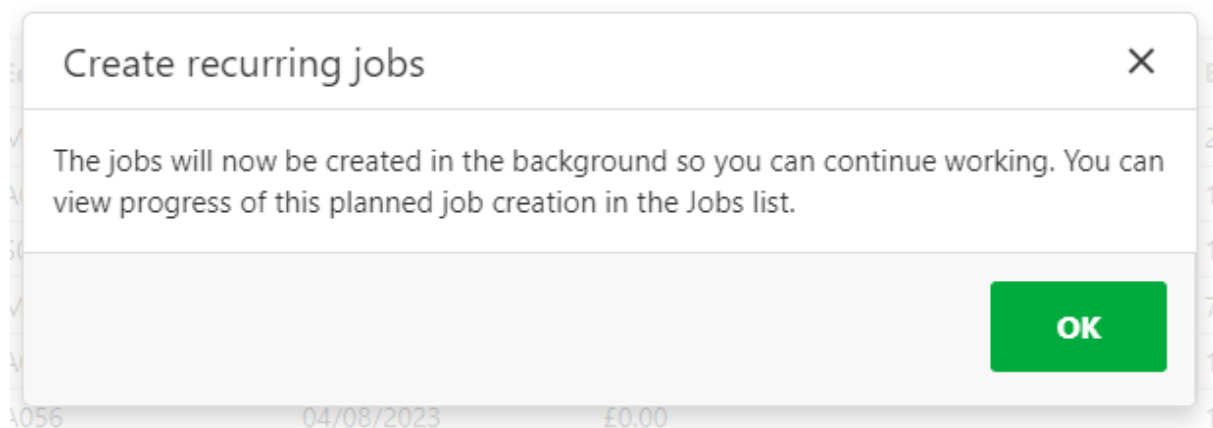 Create recurring jobs
The jobs will now be created in the background so you can continue working. You can
view progress of this planned job creation in the Jobs list.
OK
A056 04/08/2023 £0.00